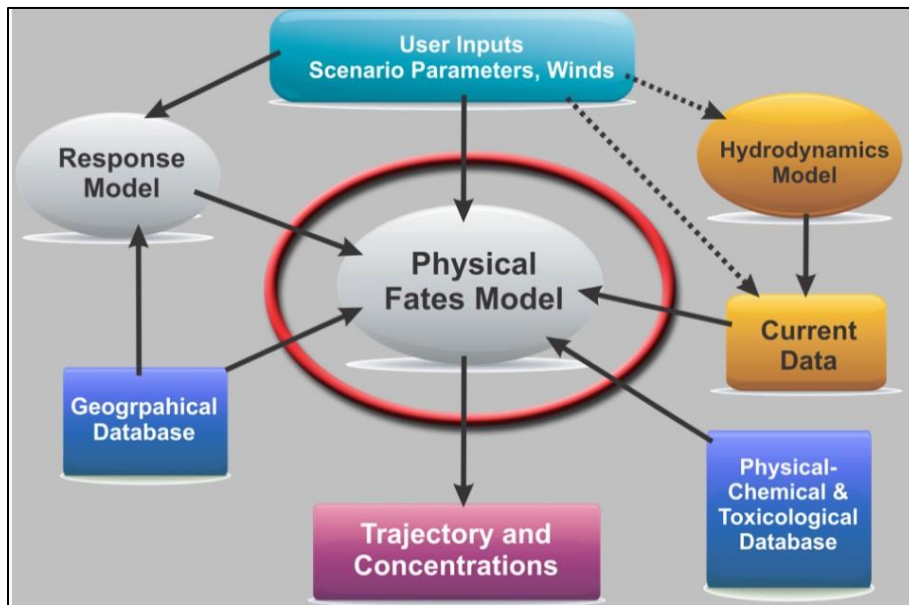 User Inputs
Scenario Parameters, Winds
Response
Model
Hydrodynamics
Model
Physical
Fates Model
Current
Data
Geogrpahical
Database
Physical-
Chemical &
Toxicological
Database
Trajectory and
Concentrations